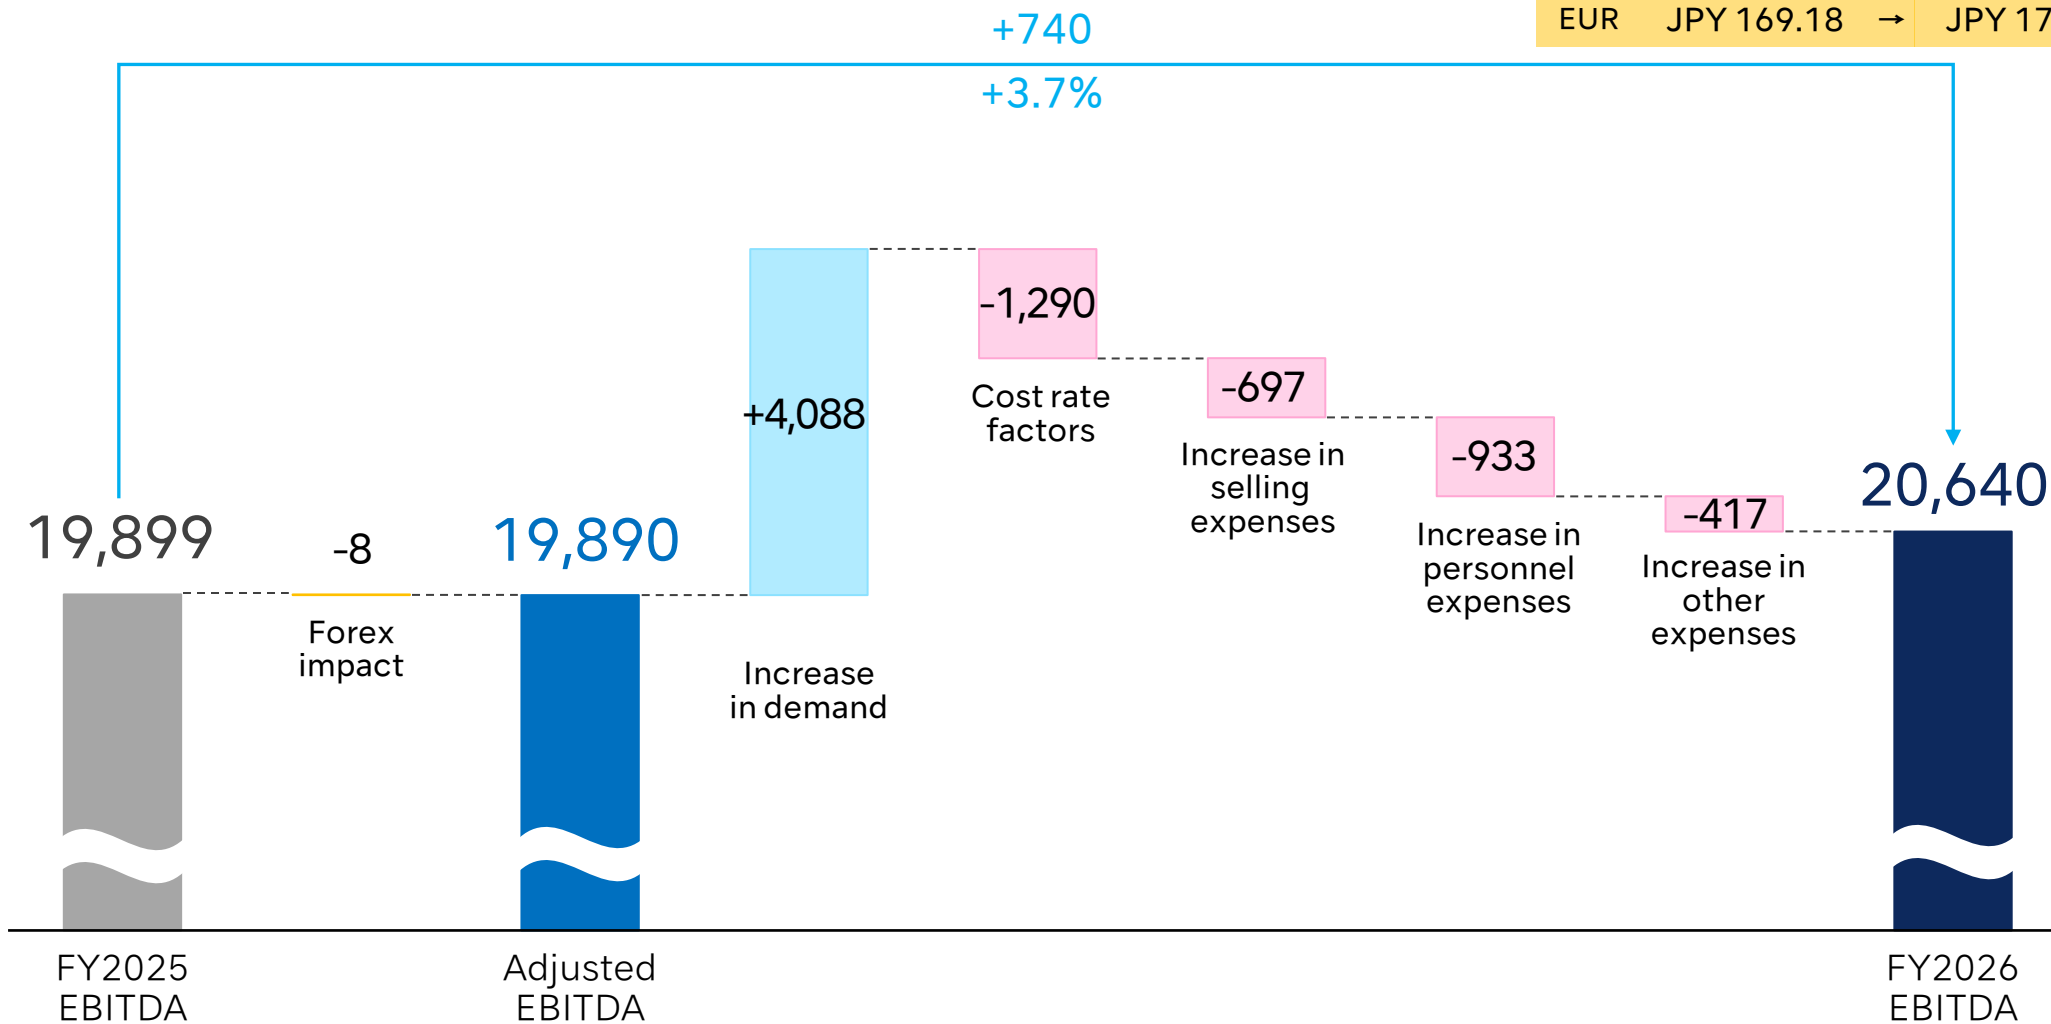 EUR JPY 169.18 → JPY 17
+740
+3.7%
19,899
-8
Forex
impact
19,890
+4,088
Increase
in demand
-1,290
Cost rate
factors
-697
Increase in
selling
expenses
-933
Increase in
personnel
expenses
-417
Increase in
other
expenses
20,640
FY2025
EBITDA
Adjusted
EBITDA
FY2026
EBITDA